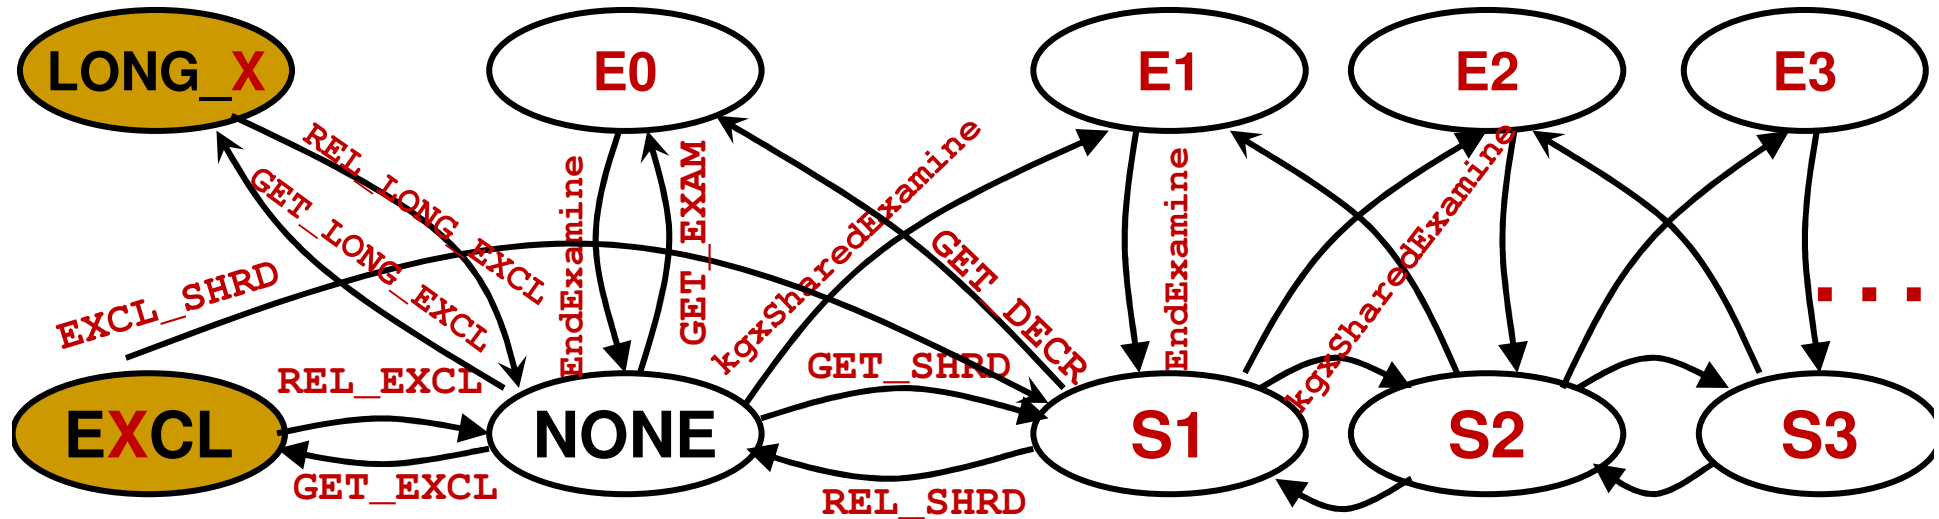 LONG_X
E0
E1
E2
E3
REL_LONG_EXCL
GET_LONG_EXCL
EndExamine
GET_EXAM
kgxSharedExamine
GET_DECR
EndExamine
kgxSharedExamine
EXCL_SHRD
. . .
REL_EXCL
GET_SHRD
EXCL
NONE
S1
S2
S3
GET_EXCL
REL_SHRD